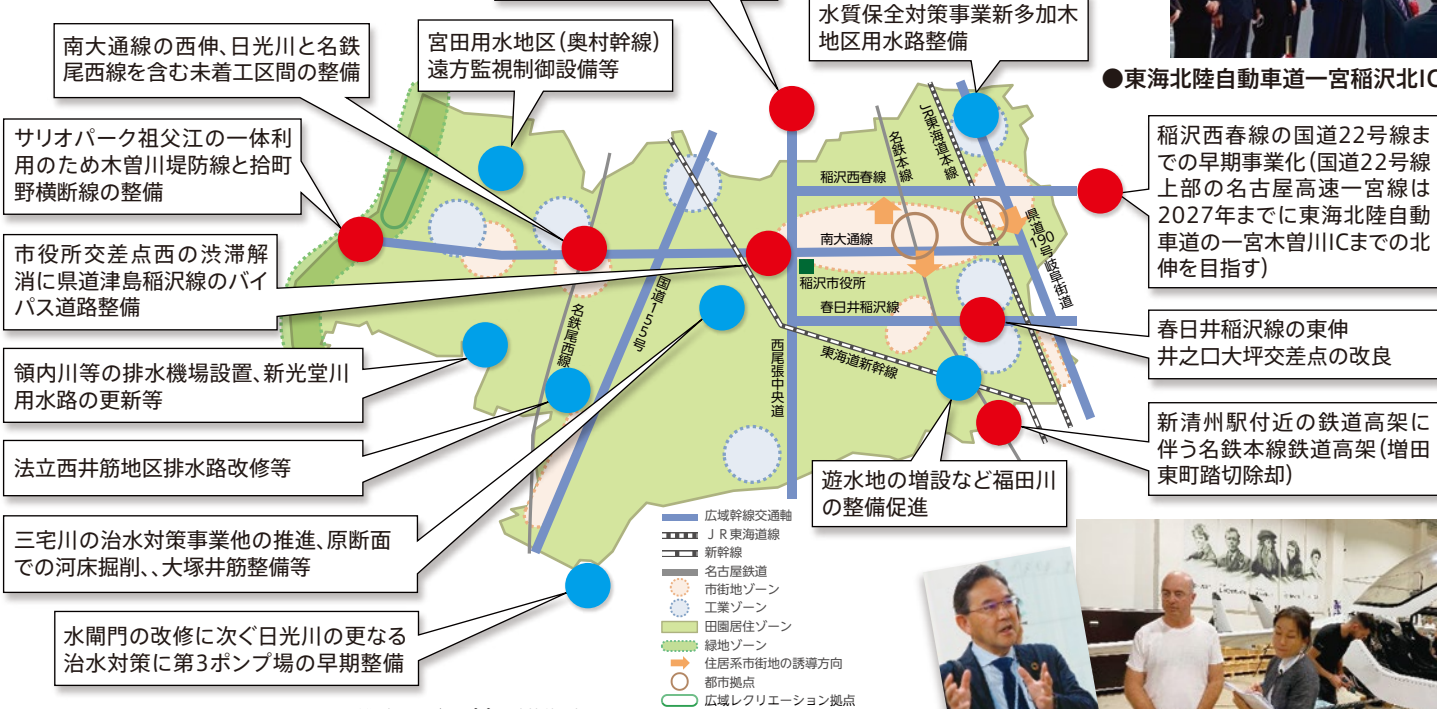 水質保全対策事業新多加木
地区用水路整備
南大通線の西伸、日光川と名鉄
尾西線を含む未着工区間の整備
宮田用水地区(奥村幹線)
遠方監視制御設備等
●東海北陸自動車道一宮稲沢北IC
サリオパーク祖父江の一体利
用のため木曽川堤防線と拾町
野横断線の整備
稲沢西春線の国道22号線ま
での早期事業化(国道22号線
上部の名古屋高速一宮線は
2027年までに東海北陸自動
車道の一宮木曽川ICまでの北
伸を目指す)
市役所交差点西の渋滞解
消に県道津島稲沢線のバイ
パス道路整備
春日井稲沢線の東伸
井之口大坪交差点の改良
領内川等の排水機場設置、新光堂川
用水路の更新等
法立西井筋地区排水路改修等
新清州駅付近の鉄道高架に
伴う名鉄本線鉄道高架(増田
東町踏切除却)
遊水地の増設など福田川
の整備促進
三宅川の治水対策事業他の推進、原断面
での河床掘削、、大塚井筋整備等
水閘門の改修に次ぐ日光川の更なる
治水対策に第3ポンプ場の早期整備
名鉄本線
JR東海道本線
稲沢西春線
南大通線
県道190号岐阜街道
稲沢市役所
春日井稲沢線
国道155号
名鉄尾西線
東海道新幹線
西尾張中央道
広域幹線交通軸
JR東海道線
新幹線
名古屋鉄道
市街地ゾーン
工業ゾーン
田園居住ゾーン
緑地ゾーン
住居系市街地の誘導方向
都市拠点
広域レクリエーション拠点